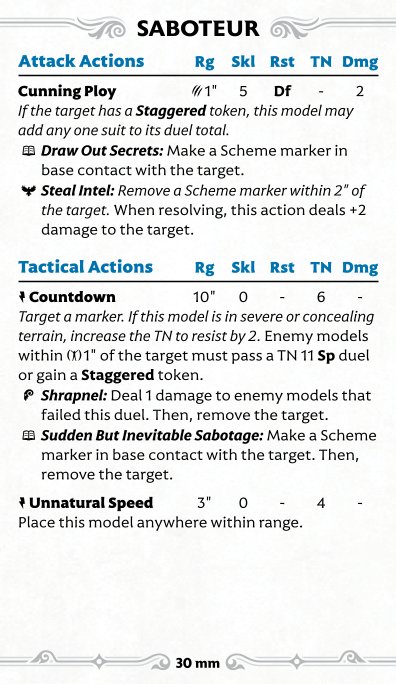 SABOTEUR
Attack Actions Rg Skl Rst TN Dmg
Cunning Ploy 1" 5 Df - 2
If the target has a Staggered token, this model may
add any one suit to its duel total.
Draw Out Secrets: Make a Scheme marker in
base contact with the target.
Steal Intel: Remove a Scheme marker within 2" of
the target. When resolving, this action deals +2
damage to the target.
Tactical Actions Rg Skl Rst TN Dmg
Countdown 10" 0 - 6 -
Target a marker. If this model is in severe or concealing
terrain, increase the TN to resist by 2. Enemy models
within 1" of the target must pass a TN 11 Sp duel
or gain a Staggered token.
Shrapnel: Deal 1 damage to enemy models that
failed this duel. Then, remove the target.
Sudden But Inevitable Sabotage: Make a Scheme
marker in base contact with the target. Then,
remove the target.
Unnatural Speed 3" 0 - 4 -
Place this model anywhere within range.
30 mm